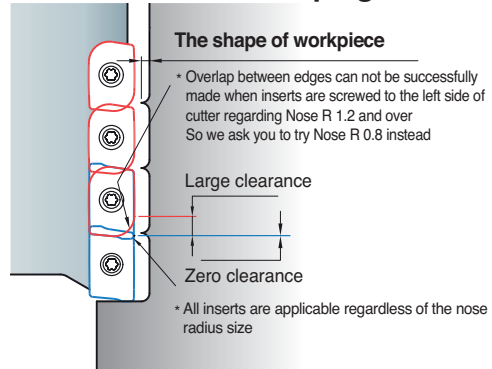 The shape of workpiece
* Overlap between edges can not be successfully
made when inserts are screwed to the left side of
cutter regarding Nose R 1.2 and over
So we ask you to try Nose R 0.8 instead
Large clearance
Zero clearance
* All inserts are applicable regardless of the nose
radius size